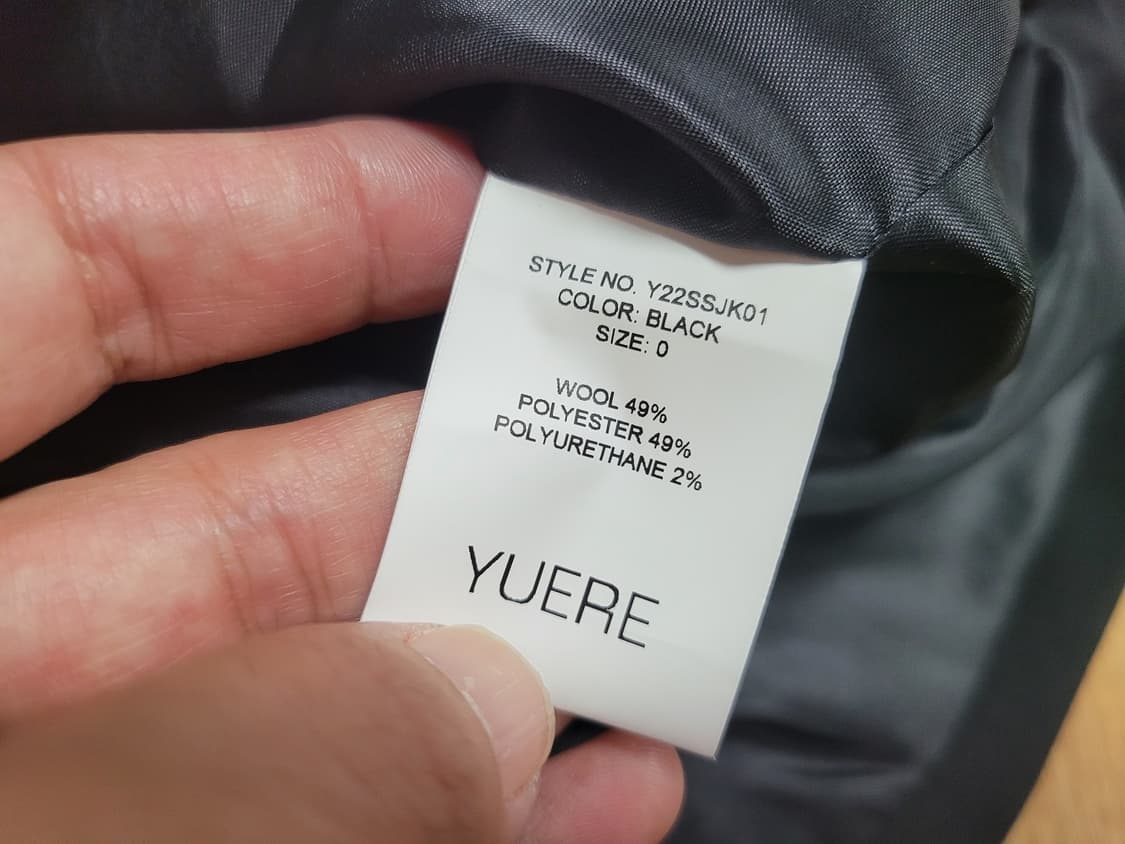 STYLE NO. Y22SSJK01
COLOR: BLACK
SIZE: 0
WOOL 49%
POLYESTER 49%
POLYURETHANE 2%
YUERE